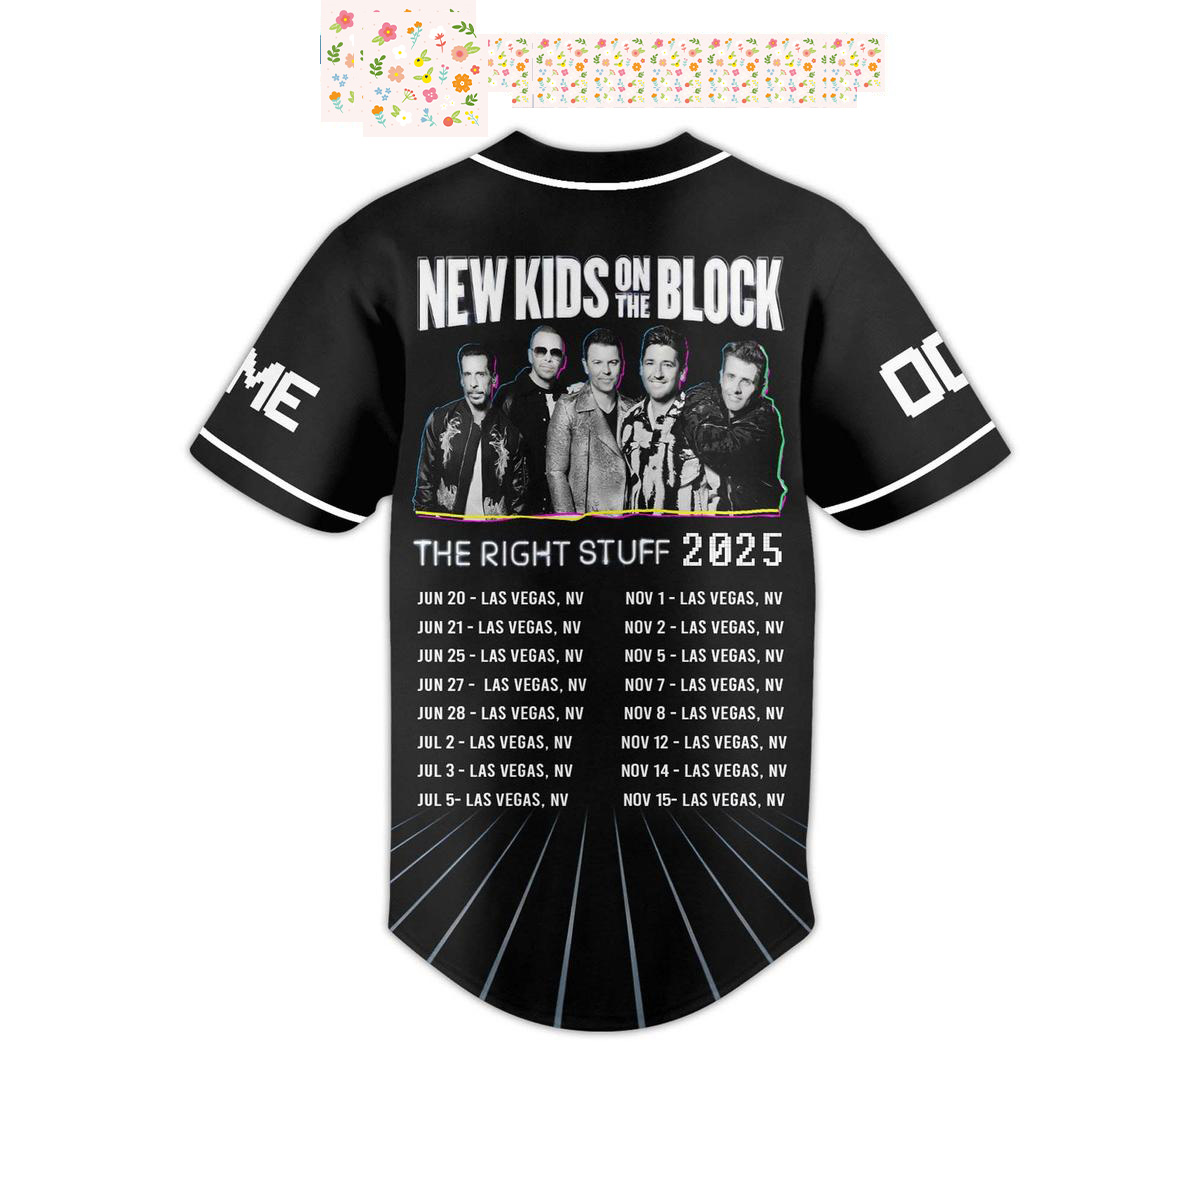 NEW KIDS ON THE BLOCK
ME
00
THE RIGHT STUFF 2025
JUN 20 - LAS VEGAS, NV
JUN 21 - LAS VEGAS, NV
JUN 25 - LAS VEGAS, NV
JUN 27 - LAS VEGAS, NV
JUN 28 - LAS VEGAS, NV
JUL 2 - LAS VEGAS, NV
JUL 3 - LAS VEGAS, NV
JUL 5- LAS VEGAS, NV
NOV 1 - LAS VEGAS, NV
NOV 2 - LAS VEGAS, NV
NOV 5 - LAS VEGAS, NV
NOV 7 - LAS VEGAS, NV
NOV 8 - LAS VEGAS, NV
NOV 12 - LAS VEGAS, NV
NOV 14 - LAS VEGAS, NV
NOV 15- LAS VEGAS, NV